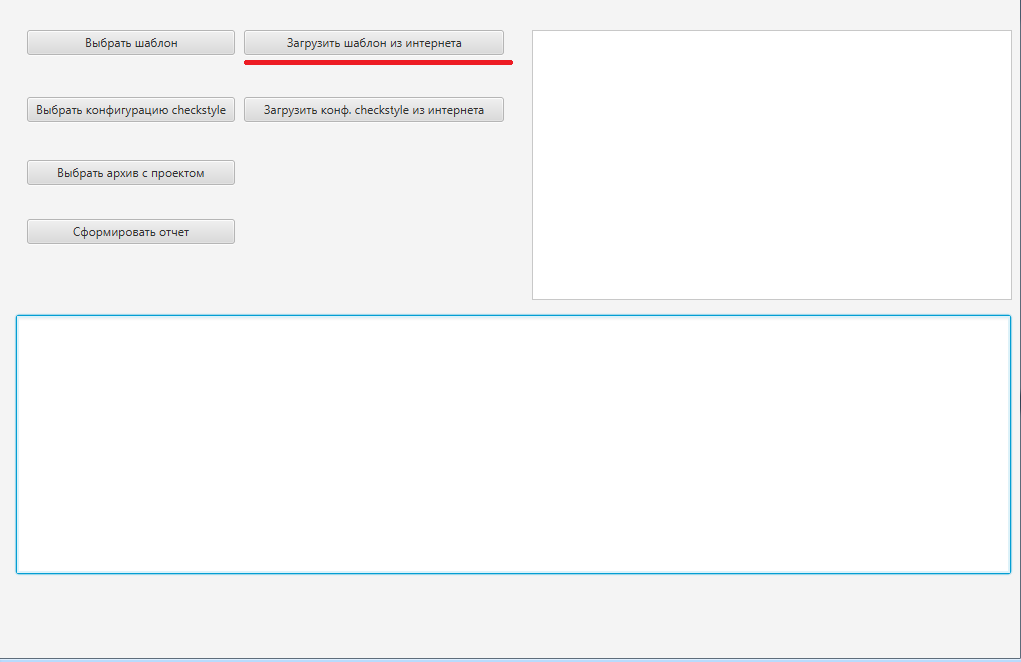 Выбрать шаблон
Загрузить шаблон из интернета
Выбрать конфигурацию checkstyle
Загрузить конф. checkstyle из интернета
Выбрать архив с проектом
Сформировать отчет